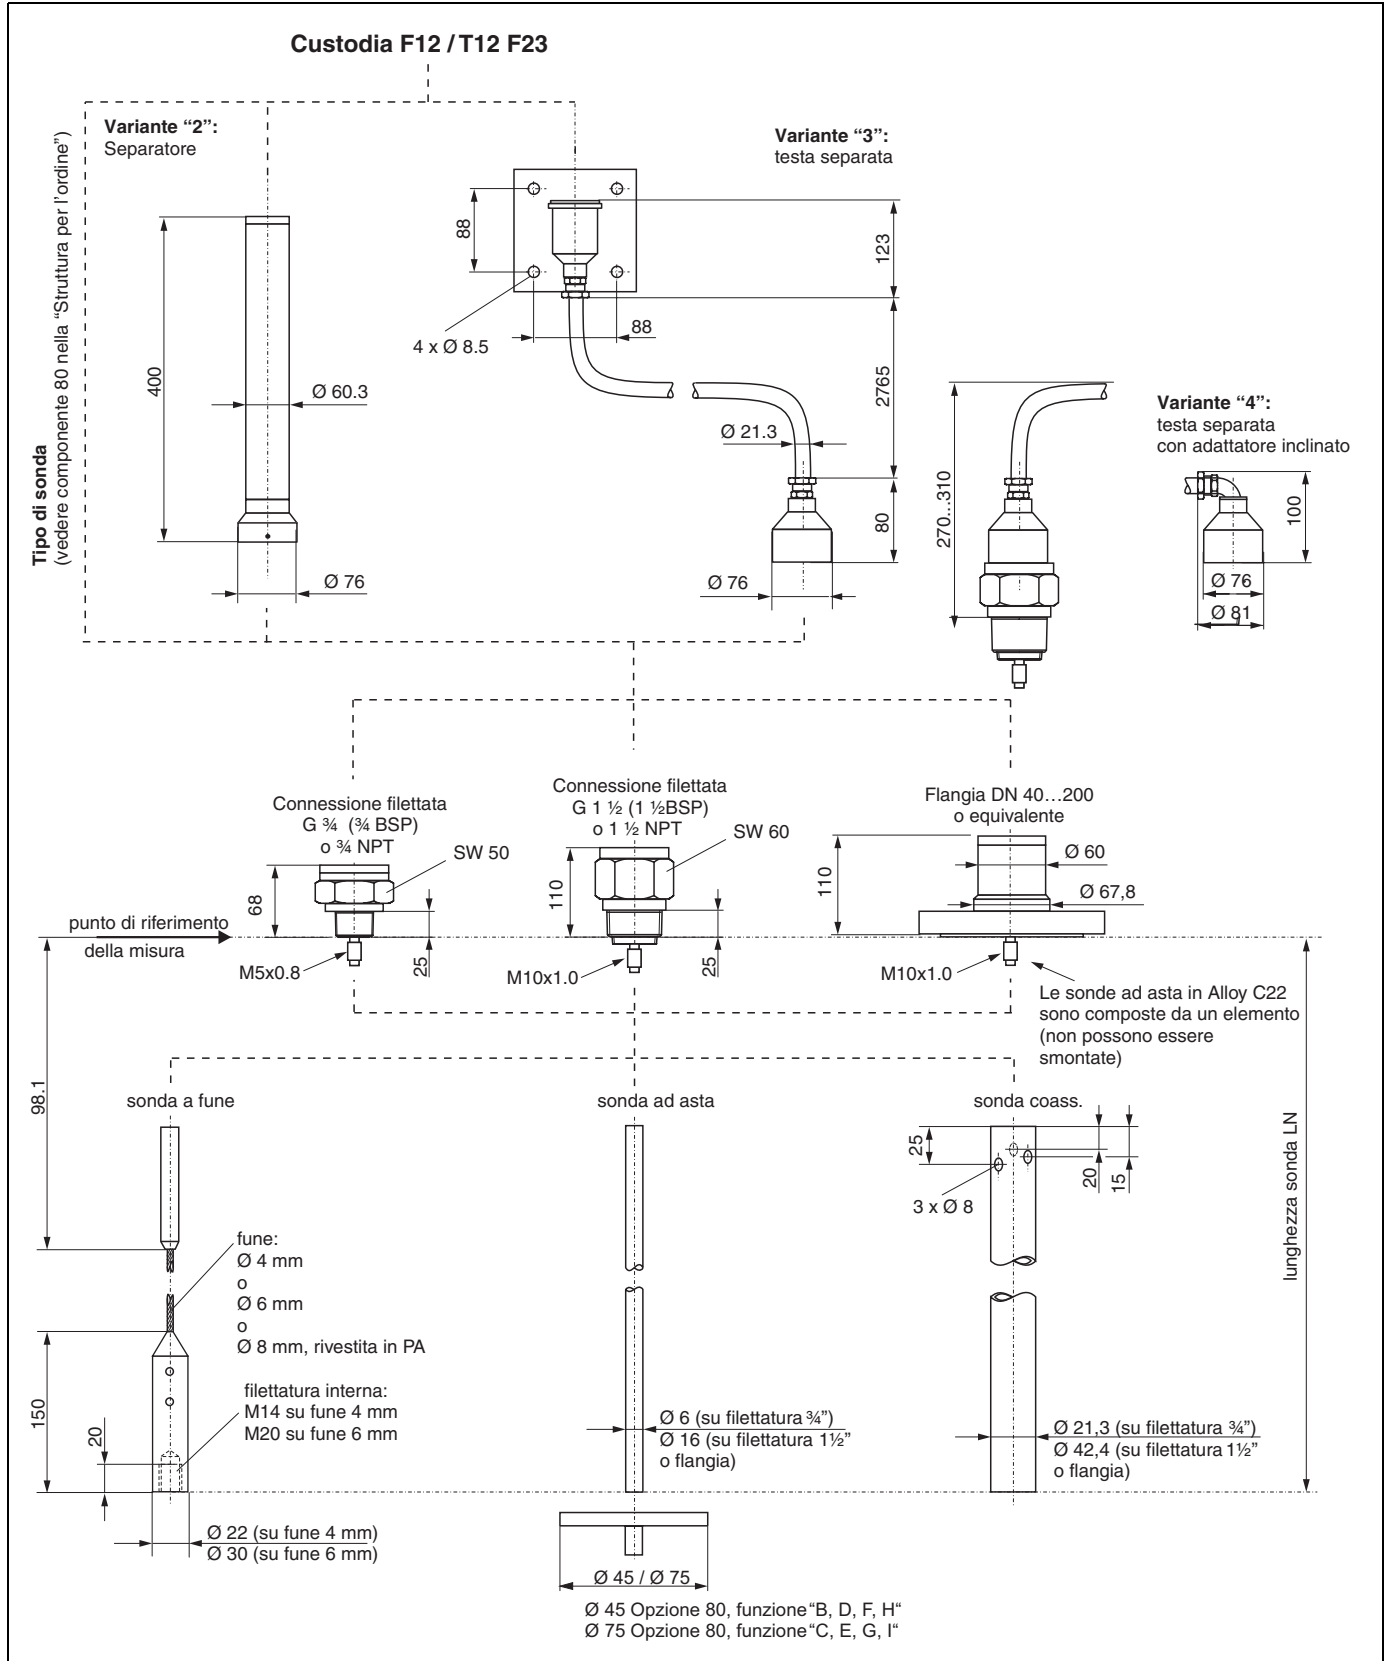 Custodia F12 / T12 F23
Variante “2”:
Separatore
Variante “3”:
testa separata
Tipo di sonda
(vedere componente 80 nella “Struttura per l’ordine”)
88
123
88
4 x Ø 8.5
400
Ø 60.3
2765
Ø 21.3
270...310
Variante “4”:
testa separata
con adattatore inclinato
80
100
Ø 76
Ø 76
Ø 76
Ø 81
Connessione filettata
G ¾ (¾ BSP)
o ¾ NPT
SW 50
68
Connessione filettata
G 1 ½ (1 ½BSP)
o 1 ½ NPT
SW 60
110
Flangia DN 40…200
o equivalente
Ø 60
110
Ø 67,8
punto di riferimento
della misura
M5x0.8
25
M10x1.0
25
M10x1.0
Le sonde ad asta in Alloy C22
sono composte da un elemento
(non possono essere
smontate)
98.1
sonda a fune
sonda ad asta
sonda coass.
25
20
15
3 x Ø 8
lunghezza sonda LN
fune:
Ø 4 mm
o
Ø 6 mm
o
Ø 8 mm, rivestita in PA
filettatura interna:
M14 su fune 4 mm
M20 su fune 6 mm
150
20
Ø 6 (su filettatura ¾”)
Ø 16 (su filettatura 1½”
o flangia)
Ø 21,3 (su filettatura ¾”)
Ø 42,4 (su filettatura 1½”
o flangia)
Ø 22 (su fune 4 mm)
Ø 30 (su fune 6 mm)
Ø 45 / Ø 75
Ø 45 Opzione 80, funzione“B, D, F, H“
Ø 75 Opzione 80, funzione“C, E, G, I“